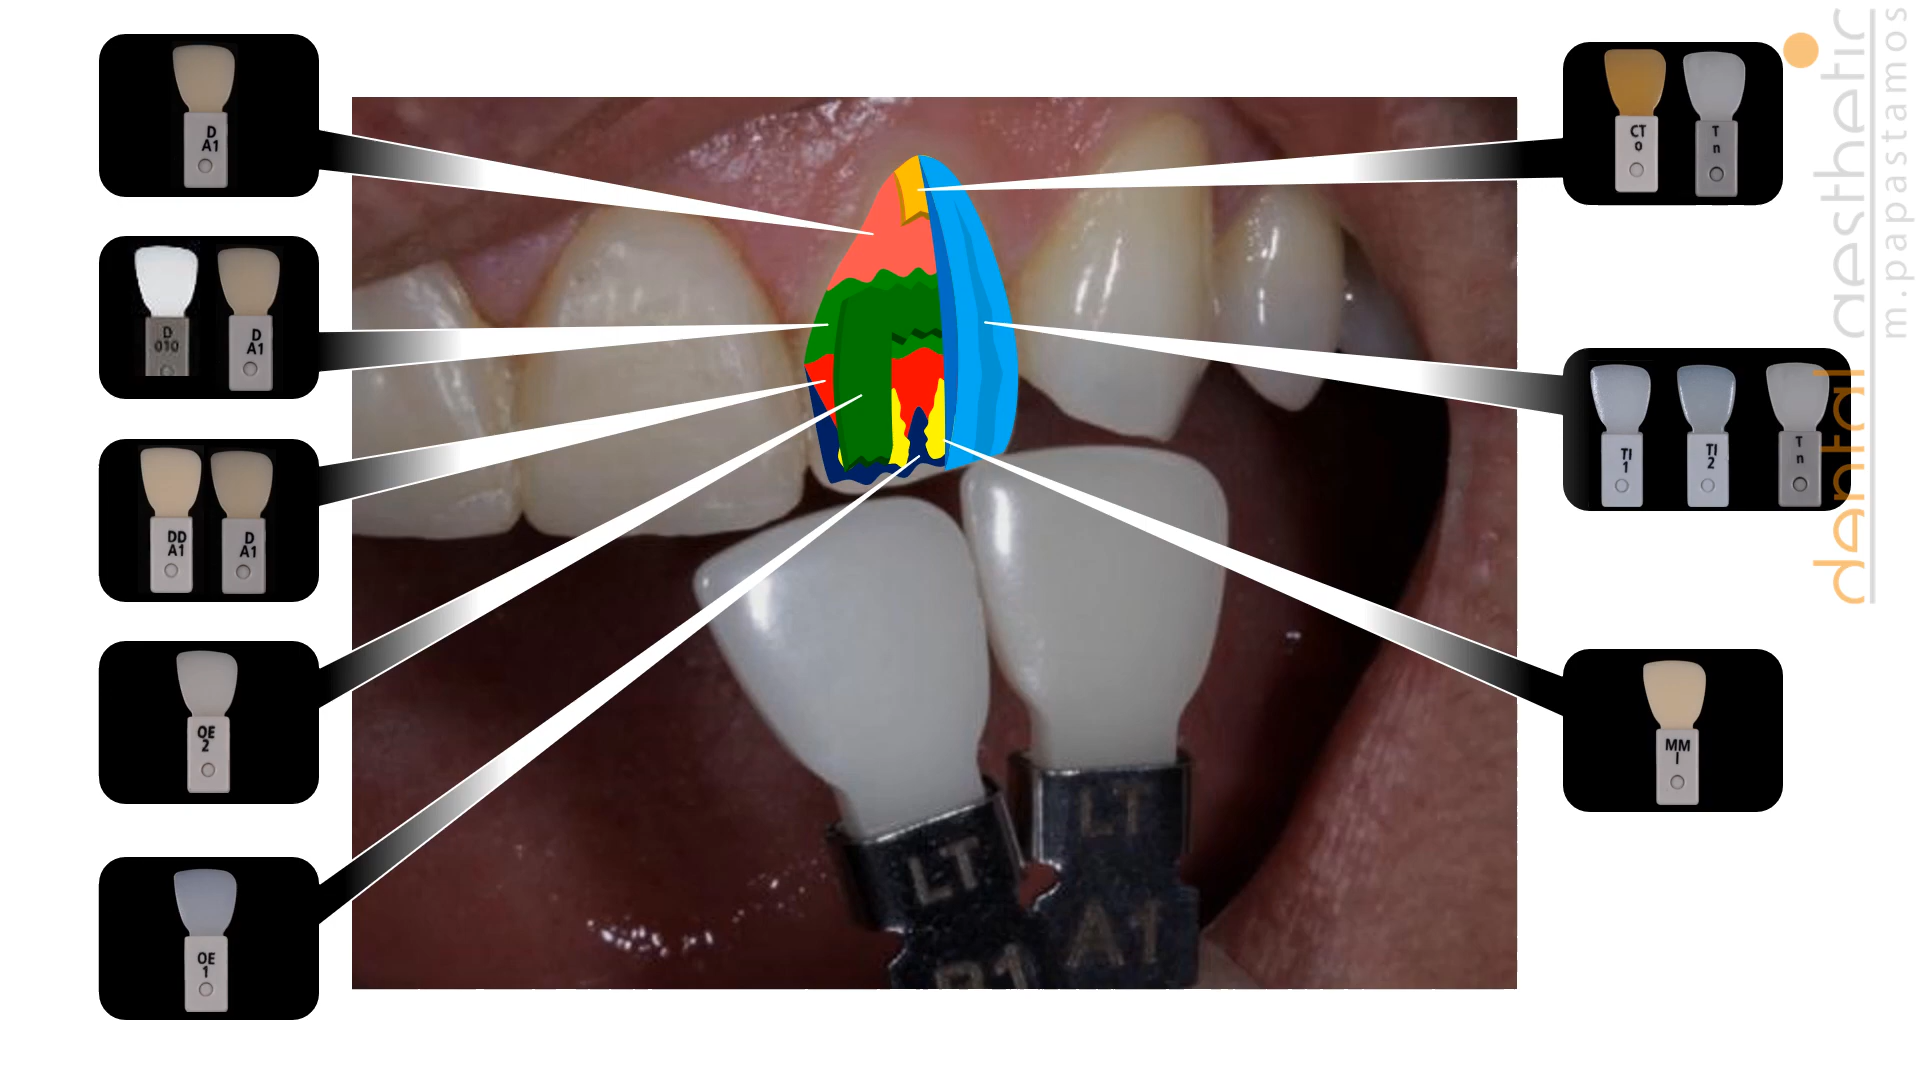 D
A1
D
010
D
A1
DD
A1
D
A1
OE
2
OE
1
CT
o
T
n
TI
1
TI
2
T
n
MM
I
LT
LT
A1
dental aesthetic
m.papastamos